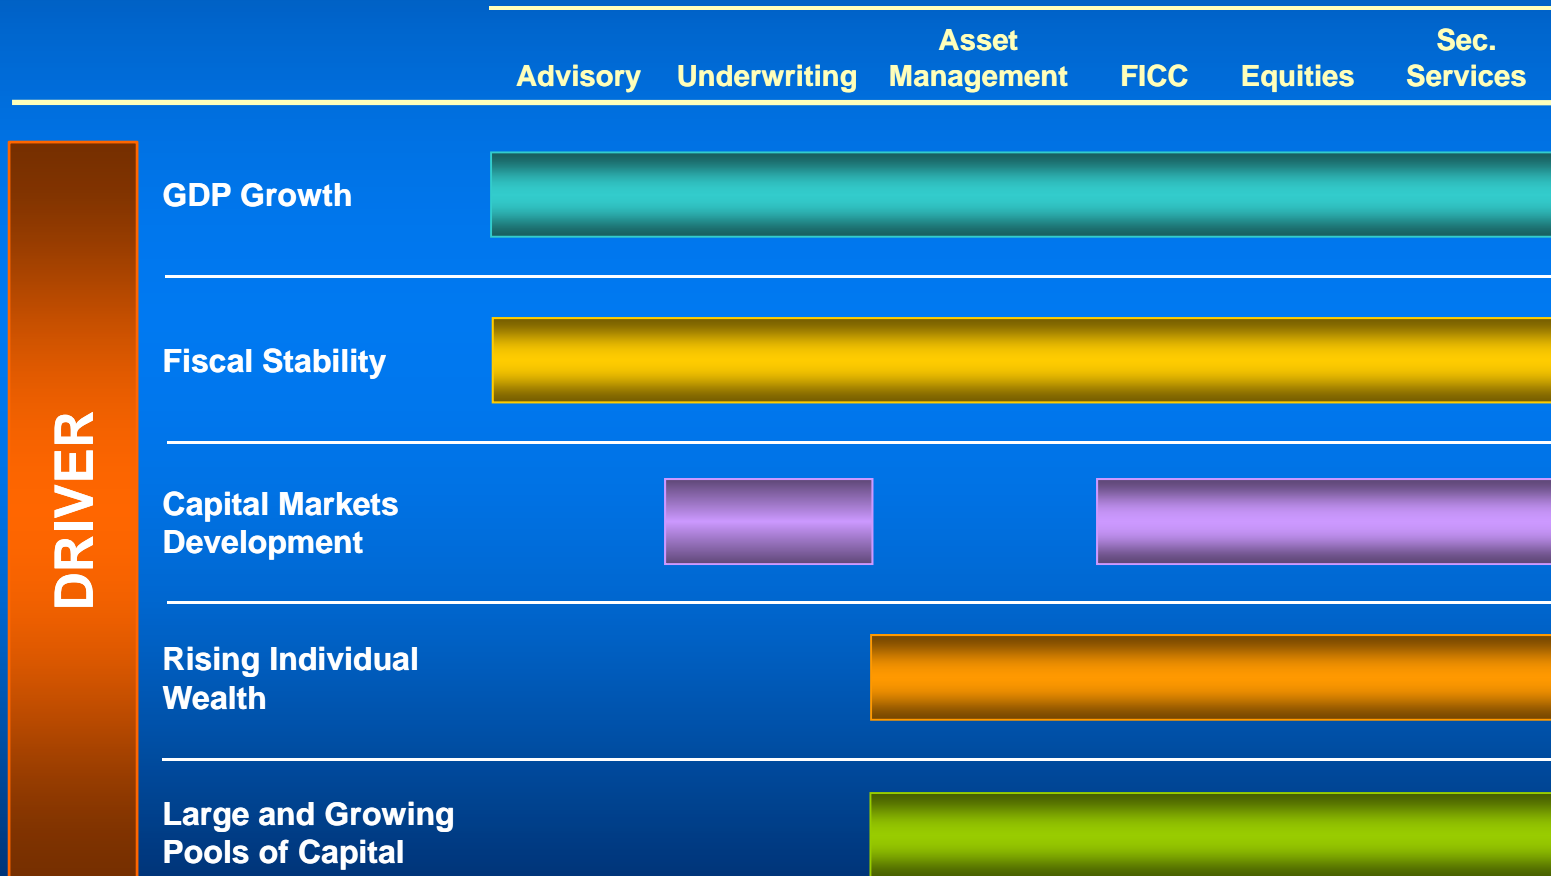 Asset
Sec.
Advisory Underwriting Management FICC Equities Services
DRIVER
GDP Growth
Fiscal Stability
Capital Markets
Development
Rising Individual
Wealth
Large and Growing
Pools of Capital